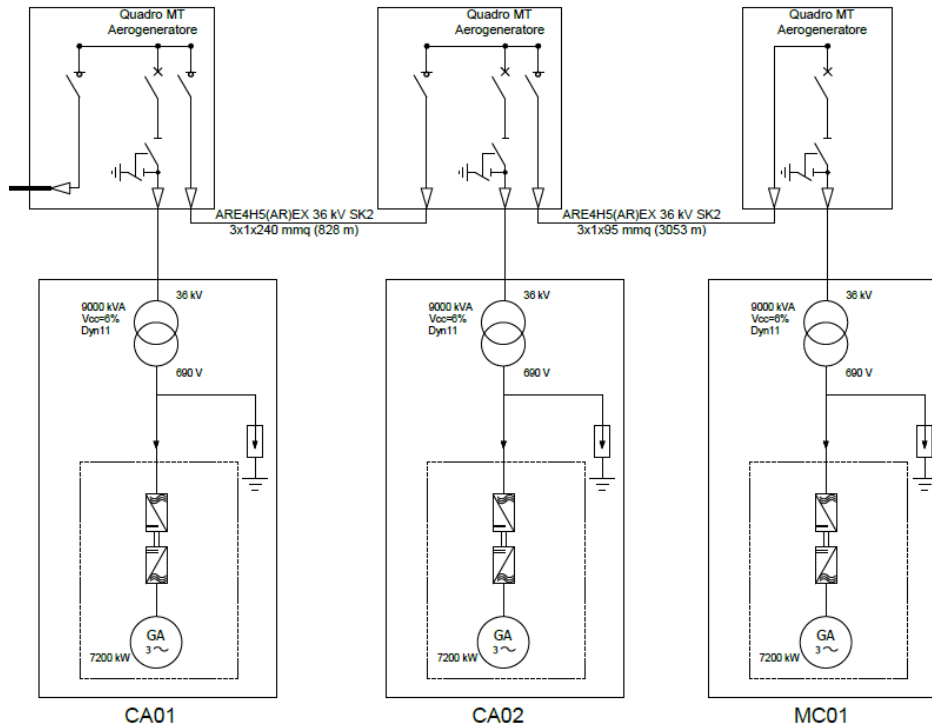 Quadro MT
Aerogeneratore
Quadro MT
Aerogeneratore
Quadro MT
Aerogeneratore
ARE4H5(AR)EX 36 kV SK2
3x1x240 mmq (828 m)
ARE4H5(AR)EX 36 kV SK2
3x1x95 mmq (3053 m)
36 kV
9000 kVA
Vcc=6%
Dyn11
690 V
36 kV
9000 kVA
Vcc=6%
Dyn11
690 V
36 kV
9000 kVA
Vcc=6%
Dyn11
690 V
GA
3
7200 kW
GA
3
7200 kW
GA
3
7200 kW
CA01
CA02
MC01